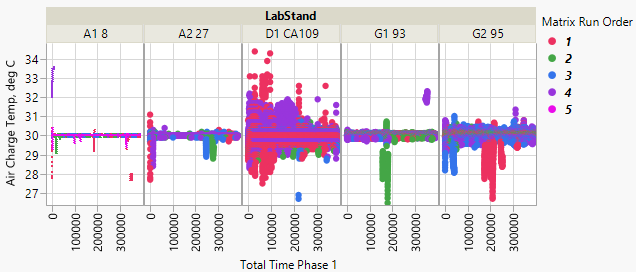 LabStand
A1 8 A2 27 D1 CA109 G1 93 G2 95
Matrix Run Order
1
2
3
4
5
Air Charge Temp, deg C
34
33
32
31
30
29
28
27
0 100000 200000 300000 0 100000 200000 300000 0 100000 200000 300000 0 100000 200000 300000 0 100000 200000 300000
Total Time Phase 1